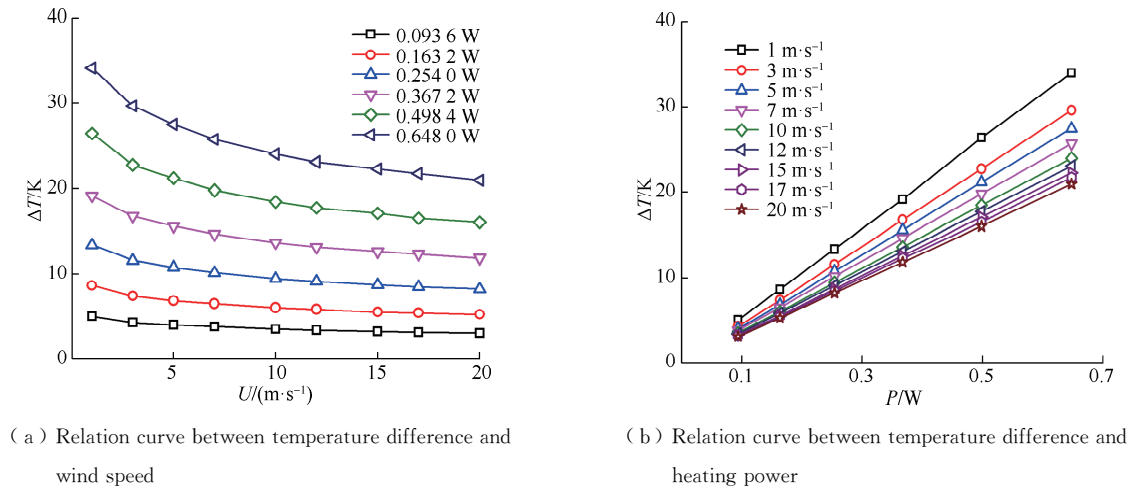 40
30
20
10
0
ΔT/K
5
10
15
20
U/(m·s⁻¹)
0.093 6 W
0.163 2 W
0.254 0 W
0.367 2 W
0.498 4 W
0.648 0 W
(a) Relation curve between temperature difference and
wind speed
40
30
20
10
0
ΔT/K
0.1
0.3
0.5
0.7
P/W
1 m·s⁻¹
3 m·s⁻¹
5 m·s⁻¹
7 m·s⁻¹
10 m·s⁻¹
12 m·s⁻¹
15 m·s ¹
17 m·s⁻¹
20 m·s⁻¹
(b) Relation curve between temperature difference and
heating power